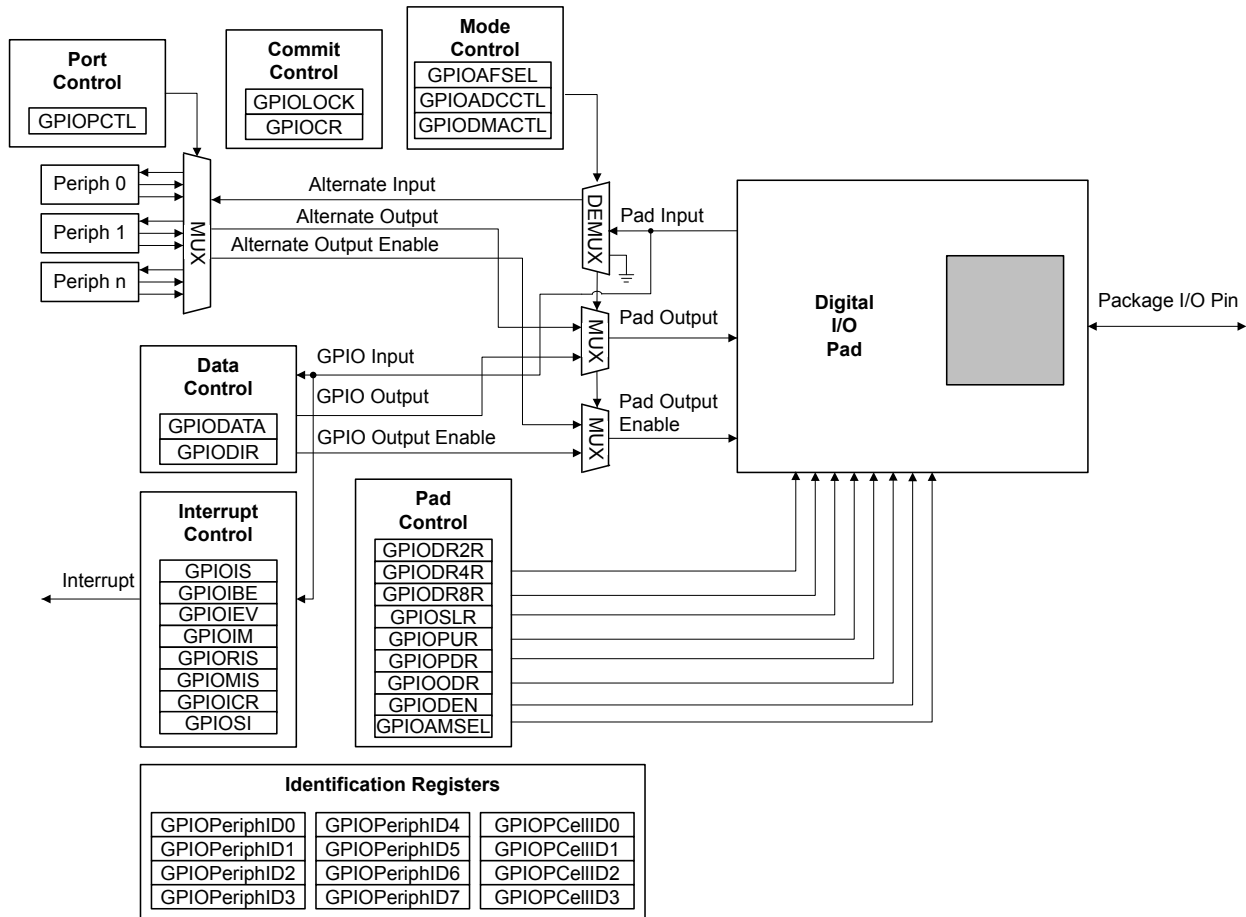 Port
Control
GPIOPCTL
Commit
Control
GPIOLOCK
GPIOCR
Mode
Control
GPIOAFSEL
GPIOADCCTL
GPIODMACTL
Periph 0
Periph 1
Periph n
MUX
Alternate Input
Alternate Output
Alternate Output Enable
DEMUX
Pad Input
MUX
Pad Output
MUX
Pad Output
Enable
Digital
I/O
Pad
Package I/O Pin
Data
Control
GPIODATA
GPIODIR
GPIO Input
GPIO Output
GPIO Output Enable
Interrupt
Control
GPIOIS
GPIOIBE
GPIOIEV
GPIOIM
GPIORIS
GPIOMIS
GPIOICR
GPIOSI
Interrupt
Pad
Control
GPIODR2R
GPIODR4R
GPIODR8R
GPIOSLR
GPIOPUR
GPIOPDR
GPIOODR
GPIODEN
GPIOAMSEL
Identification Registers
GPIOPeriphID0
GPIOPeriphID1
GPIOPeriphID2
GPIOPeriphID3
GPIOPeriphID4
GPIOPeriphID5
GPIOPeriphID6
GPIOPeriphID7
GPIOPCellID0
GPIOPCellID1
GPIOPCellID2
GPIOPCellID3